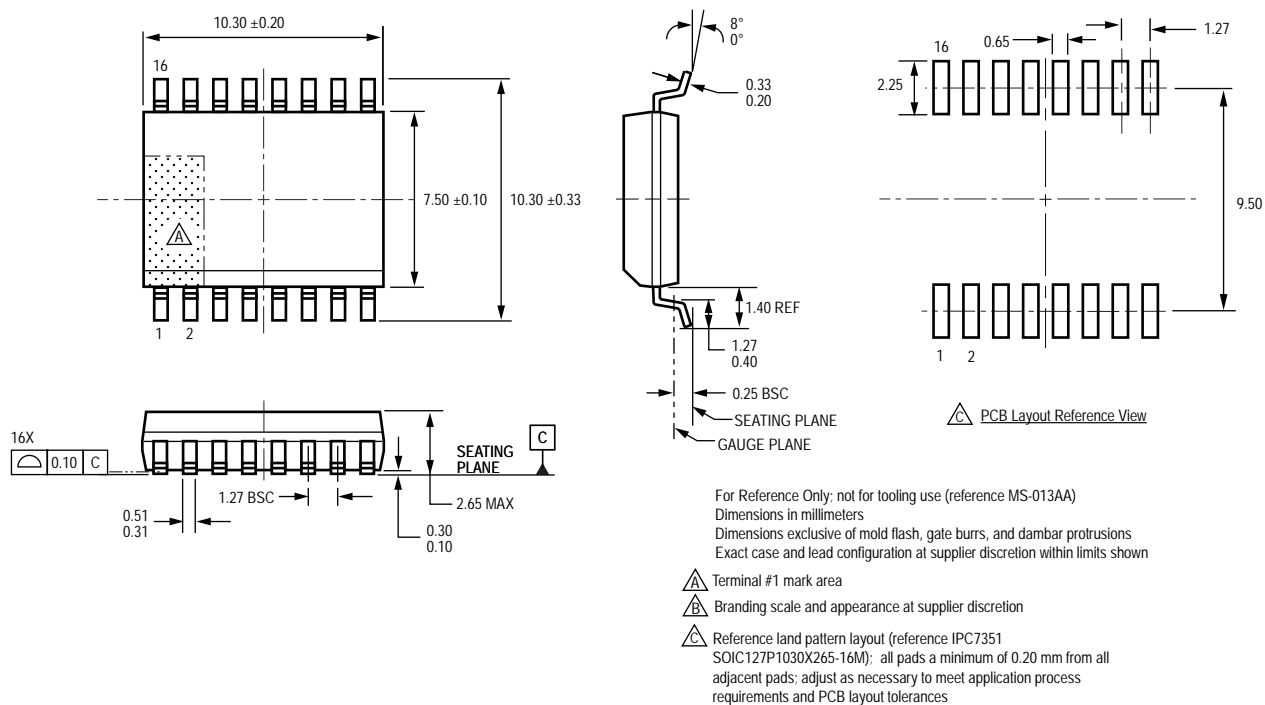 10.30 ±0.20
16
7.50 ±0.10
10.30 ±0.33
A
1 2
8°
0°
0.33
0.20
1.40 REF
1.27
0.40
0.25 BSC
SEATING PLANE
GAUGE PLANE
16
0.65
1.27
2.25
9.50
1 2
C PCB Layout Reference View
16X
0.10 C
SEATING
PLANE
C
1.27 BSC
2.65 MAX
0.51
0.31
0.30
0.10
For Reference Only; not for tooling use (reference MS-013AA)
Dimensions in millimeters
Dimensions exclusive of mold flash, gate burrs, and dambar protrusions
Exact case and lead configuration at supplier discretion within limits shown
A Terminal #1 mark area
B Branding scale and appearance at supplier discretion
C Reference land pattern layout (reference IPC7351
SOIC127P1030X265-16M); all pads a minimum of 0.20 mm from all
adjacent pads; adjust as necessary to meet application process
requirements and PCB layout tolerances